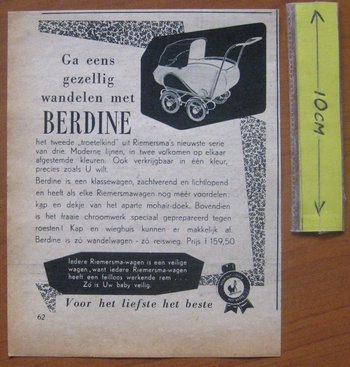 Ga eens
gezellig
wandelen met
BERDINE
het tweede „troetelkind" uit Riemersma's nieuwste serie
van drie. Moderne lijnen, in twee volkomen op elkaar
afgestemde kleuren. Ook verkrijgbaar in één kleur,
precies zoals U wilt.
Berdine is een klassewagen, zachtverend en lichtlopend
en heeft als elke Riemersmawagen nog méér voordelen:
kap en dekje van het aparte mohair-doek. Bovendien
is het fraaie chroomwerk speciaal geprepareerd tegen
roesten! Kap en wieghuis kunnen er makkelijk af.
Berdine is zó wandelwagen - zó reiswieg. Prijs f 159,50
Iedere Riemersma-wagen is een veilige
wagen, want iedere Riemersma-wagen
heeft een feilloos werkende rem ...
Zó is Uw baby veilig.
Voor het liefste het beste
62
10CM